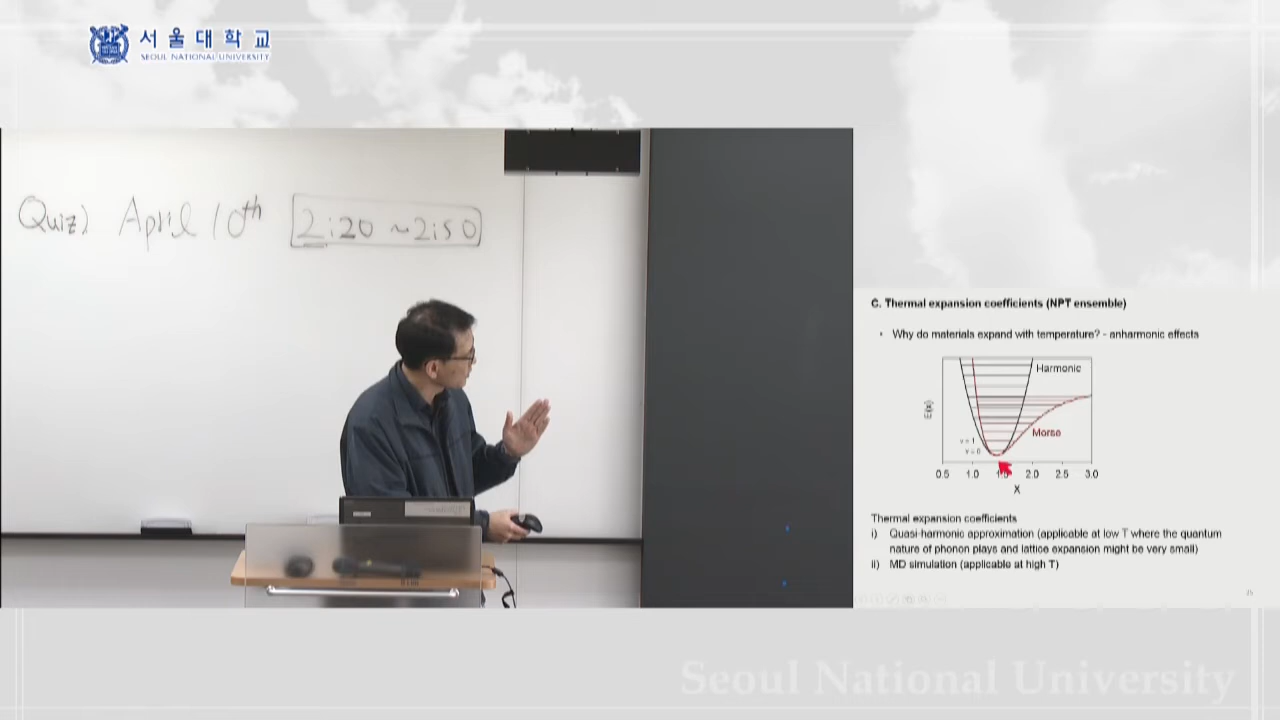 서울대학교
SEOUL NATIONAL UNIVERSITY
Quiz) April 10th 2:20 ~ 2:50
C. Thermal expansion coefficients (NPT ensemble)
• Why do materials expand with temperature? - anharmonic effects
Harmonic
E(x)
Morse
v = 1
v = 0
0.5 1.0 1.5 2.0 2.5 3.0
X
Thermal expansion coefficients
i) Quasi-harmonic approximation (applicable at low T where the quantum
nature of phonon plays and lattice expansion might be very small)
ii) MD simulation (applicable at high T)
Seoul National University